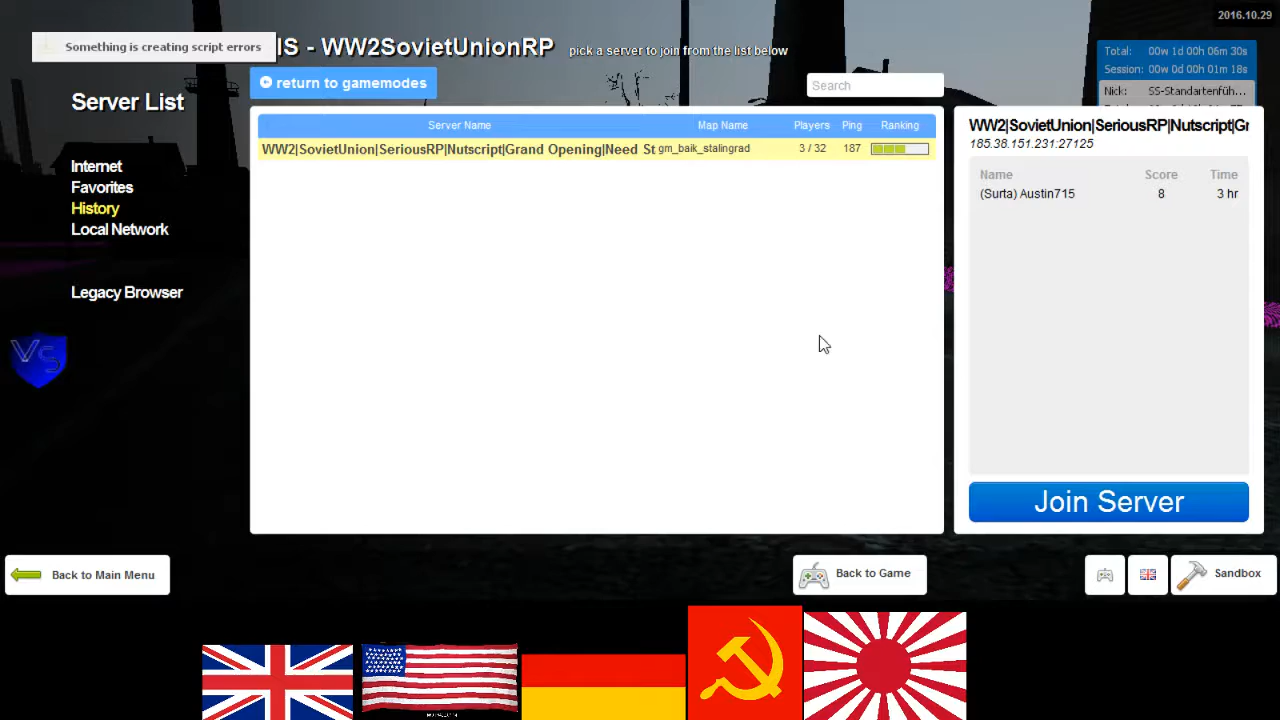 2016.10.29
Something is creating script errors
IS - WW2SovietUnionRP pick a server to join from the list below
Total: 00w 1d 00h 06m 30s
Session: 00w 0d 00h 01m 18s
Nick: SS-Standartenfüh...
return to gamemodes
Search
Server List
Internet
Favorites
History
Local Network
Legacy Browser
VS
Server Name Map Name Players Ping Ranking
WW2|SovietUnion|SeriousRP|Nutscript|Grand Opening|Need St gm_baik_stalingrad 3 / 32 187
WW2|SovietUnion|SeriousRP|Nutscript|Gr
185.38.151.231:27125
Name Score Time
(Surta) Austin715 8 3 hr
Join Server
Back to Main Menu
Back to Game
Sandbox